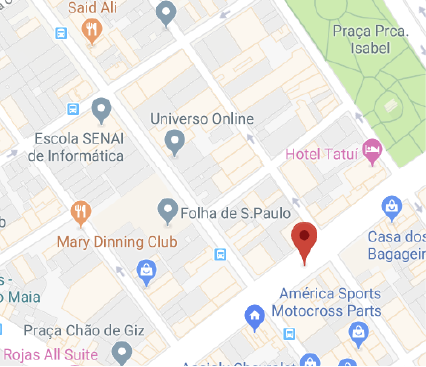 Said Ali
Praça Prca.
Isabel
Universo Online
Escola SENAI
de Informática
Hotel Tatuí
Folha de S.Paulo
Mary Dinning Club
Casa dos
Bagageir
Maia
América Sports
Motocross Parts
Praça Chão de Giz
Rojas All Suite
Chevrolet